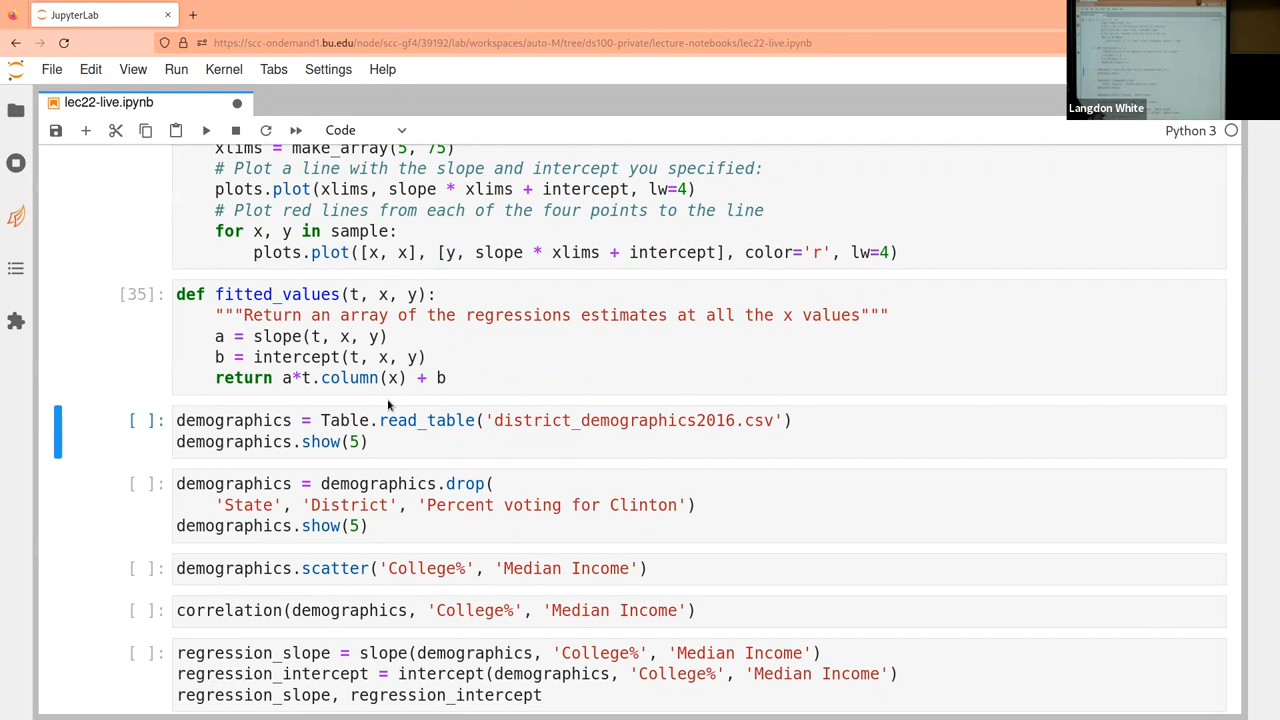 JupyterLab
https://scc-ondemand1.bu.edu/node/scc-gf4/39192/lab/workspaces/auto-M/tree/ds100-private/lecture-notebooks/lec22-live.ipynb
File Edit View Run Kernel Tabs Settings Help
Langdon White
lec22-live.ipynb
Code
Python 3
xlims = make_array(5, 75)
# Plot a line with the slope and intercept you specified:
plots.plot(xlims, slope * xlims + intercept, lw=4)
# Plot red lines from each of the four points to the line
for x, y in sample:
plots.plot([x, x], [y, slope * xlims + intercept], color='r', lw=4)
[35]: def fitted_values(t, x, y):
"""Return an array of the regressions estimates at all the x values"""
a = slope(t, x, y)
b = intercept(t, x, y)
return a*t.column(x) + b
[ ]: demographics = Table.read_table('district_demographics2016.csv')
demographics.show(5)
[ ]: demographics = demographics.drop(
'State', 'District', 'Percent voting for Clinton')
demographics.show(5)
[ ]: demographics.scatter('College%', 'Median Income')
[ ]: correlation(demographics, 'College%', 'Median Income')
[ ]: regression_slope = slope(demographics, 'College%', 'Median Income')
regression_intercept = intercept(demographics, 'College%', 'Median Income')
regression_slope, regression_intercept